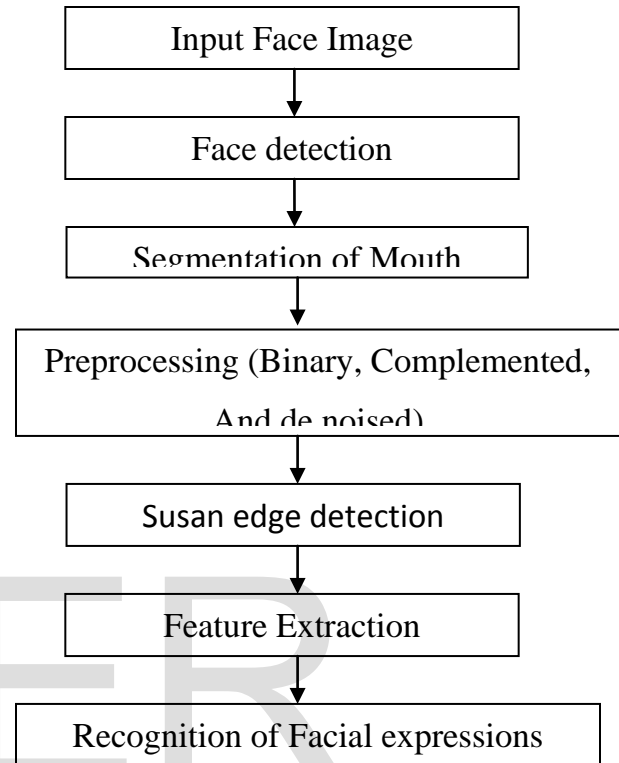 Input Face Image
Face detection
Segmentation of Mouth
Preprocessing (Binary, Complemented,
And de noised)
Susan edge detection
Feature Extraction
ER
Recognition of Facial expressions